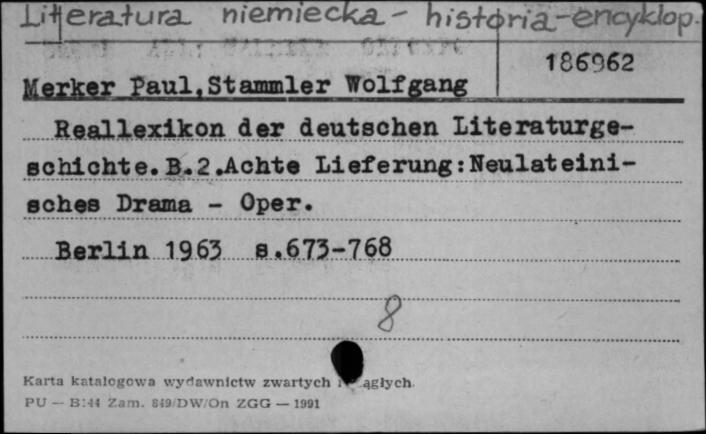 Literatura niemiecka - historia - encyklop.
186962
Merker Paul,Stammler Wolfgang
Reallexikon der deutschen Literaturge-
schichte. B.2.Achte Lieferung:Neulateini-
sches Drama - Oper.
Berlin 1963 s.673-768
8
Karta katalogowa wydawnictw zwartych i
PU — B:44 Zam. 849/DW/On ZGG — 1991